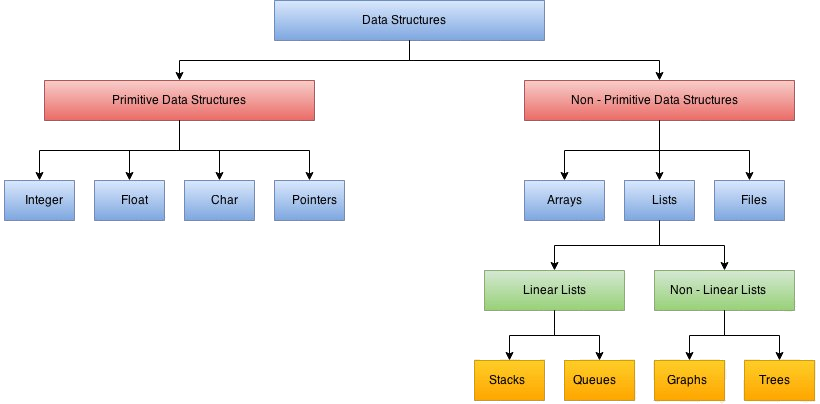 Data Structures
Primitive Data Structures
Non - Primitive Data Structures
Integer
Float
Char
Pointers
Arrays
Lists
Files
Linear Lists
Non - Linear Lists
Stacks
Queues
Graphs
Trees